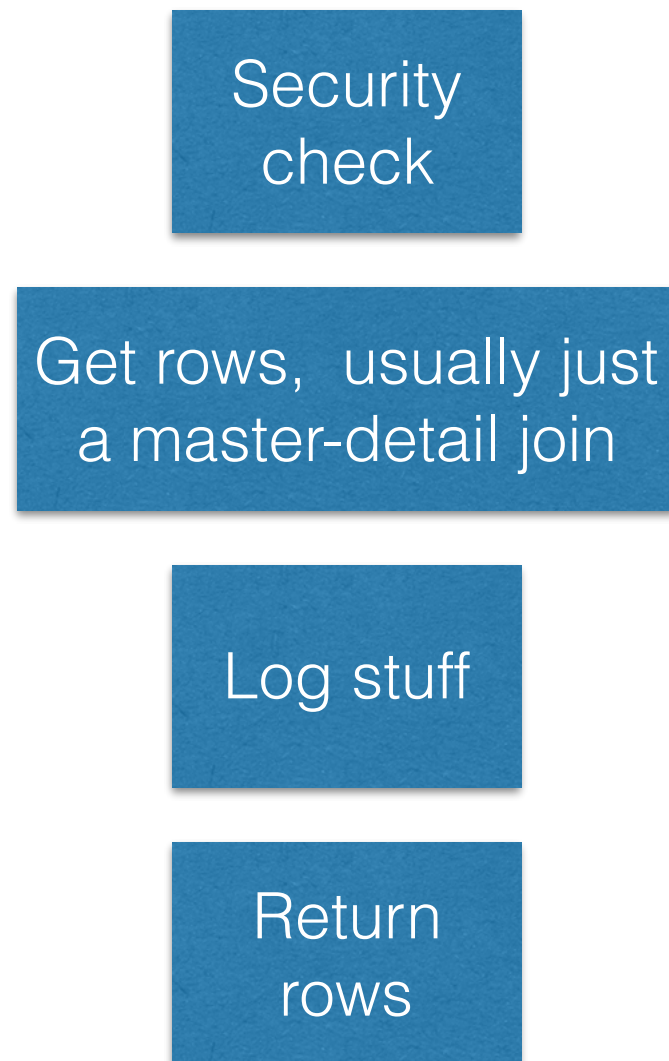 Security
check
Get rows,  usually just
a master-detail join
Log stuff
Return
rows